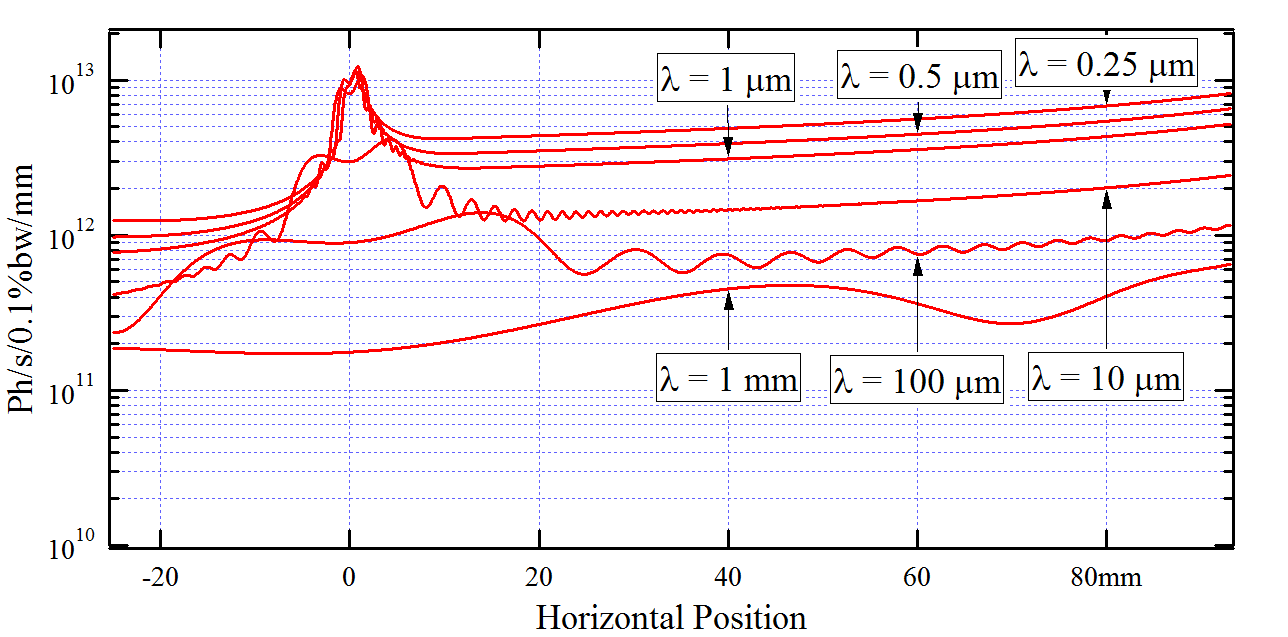 10^13
10^12
10^11
10^10
Ph/s/0.1%bw/mm
λ = 1 µm
λ = 0.5 µm
λ = 0.25 µm
λ = 1 mm
λ = 100 µm
λ = 10 µm
-20 0 20 40 60 80mm
Horizontal Position